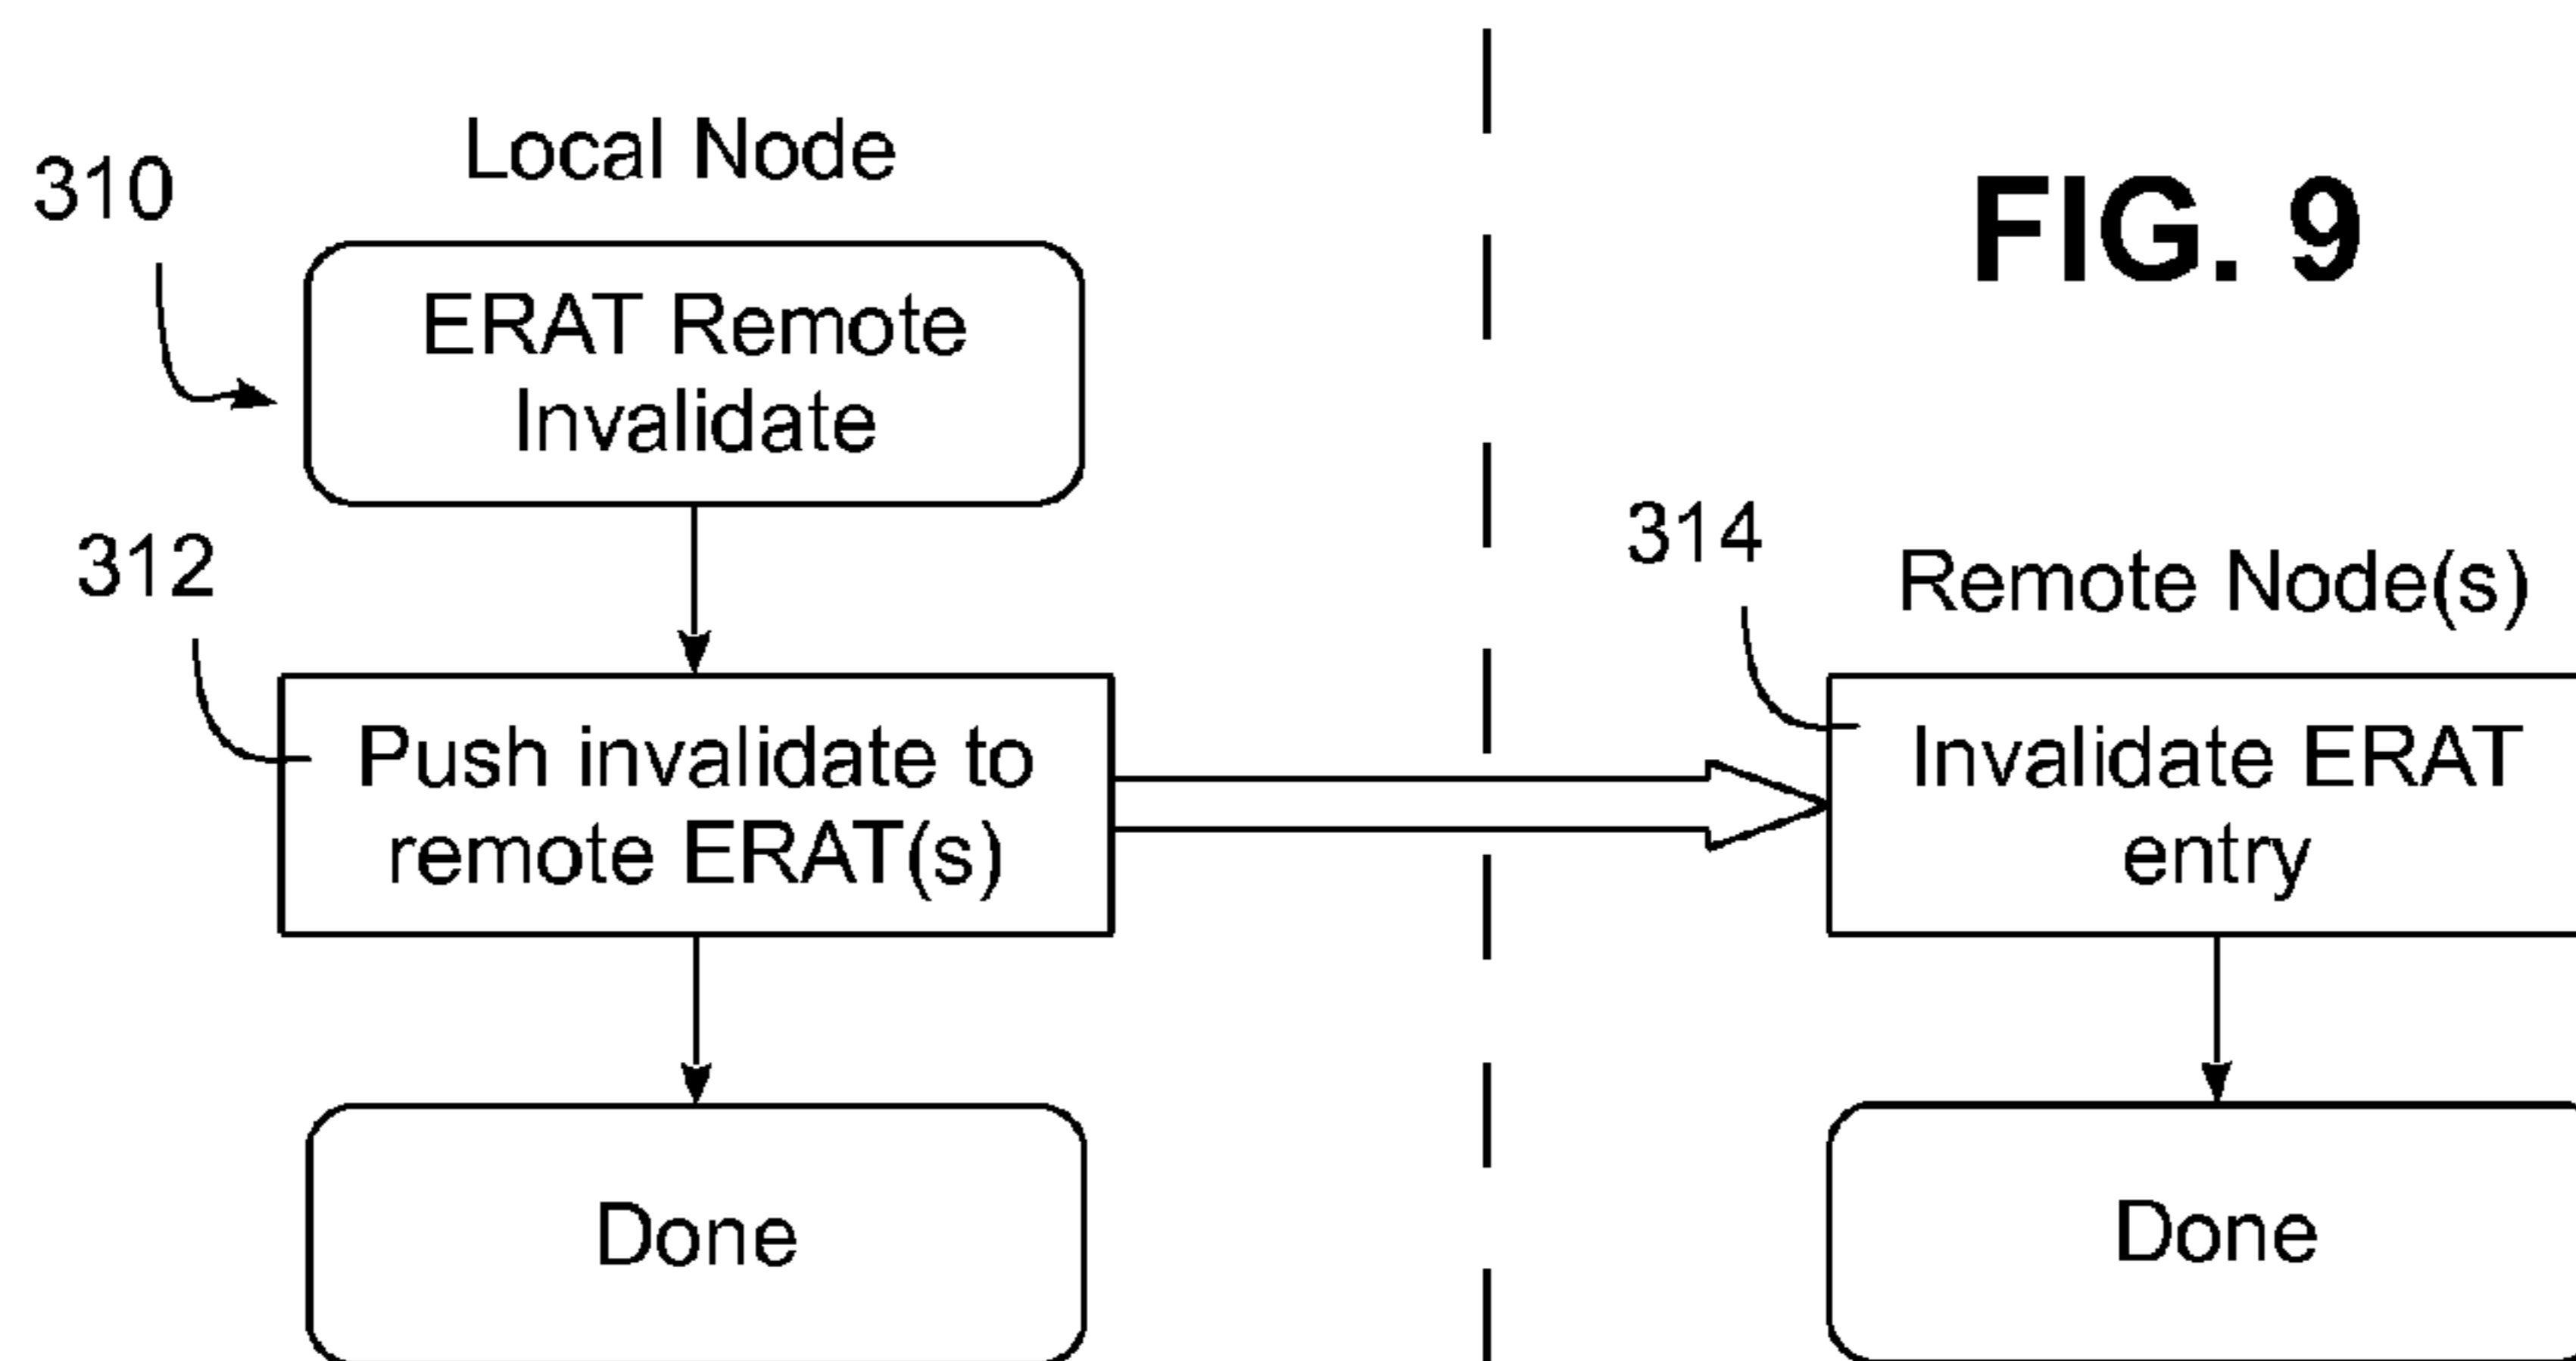 Local Node
310
ERAT Remote
Invalidate
312
Push invalidate to
remote ERAT(s)
Done
FIG. 9
314
Remote Node(s)
Invalidate ERAT
entry
Done